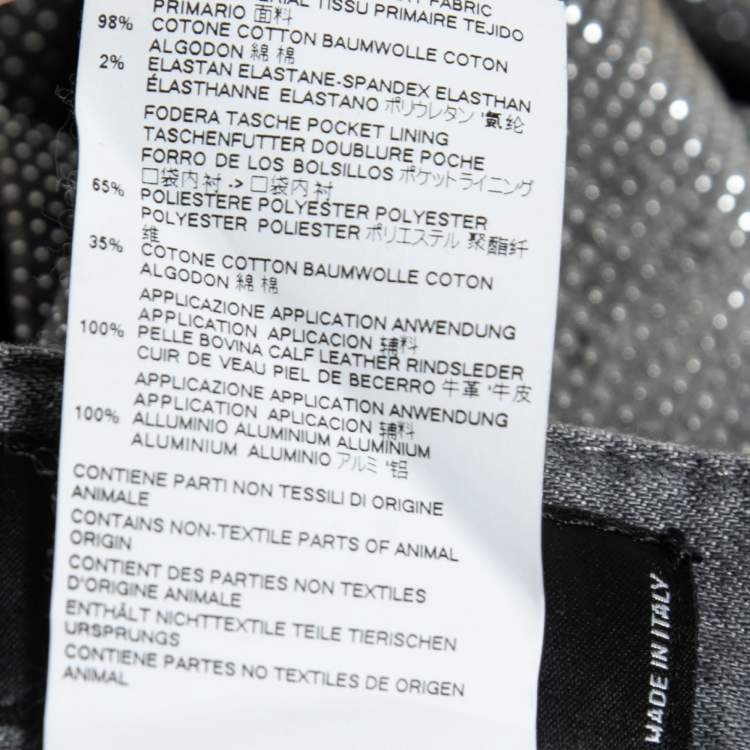 FABRIC
TISSU PRIMAIRE TEJIDO
PRIMARIO 面料
98% COTONE COTTON BAUMWOLLE COTON
ALGODON 綿 棉
2% ELASTAN ELASTANE-SPANDEX ELASTHAN
ÉLASTHANNE ELASTANO ポリウレタン '氨纶
FODERA TASCHE POCKET LINING
TASCHENFUTTER DOUBLURE POCHE
FORRO DE LOS BOLSILLOS ポケットライニング
□袋内衬 -> □袋内衬
65% POLIESTERE POLYESTER POLYESTER
POLYESTER POLIESTER ポリエステル 聚酯纤
维
35% COTONE COTTON BAUMWOLLE COTON
ALGODON 綿 棉
APPLICAZIONE APPLICATION ANWENDUNG
APPLICATION APLICACION 辅料
100% PELLE BOVINA CALF LEATHER RINDSLEDER
CUIR DE VEAU PIEL DE BECERRO 牛革 '牛皮
APPLICAZIONE APPLICATION ANWENDUNG
APPLICATION APLICACION 辅料
100% ALLUMINIO ALUMINIUM ALUMINIUM
ALUMINIUM ALUMINIO アルミ '铝
CONTIENE PARTI NON TESSILI DI ORIGINE
ANIMALE
CONTAINS NON-TEXTILE PARTS OF ANIMAL
ORIGIN
CONTIENT DES PARTIES NON TEXTILES
D'ORIGINE ANIMALE
ENTHÄLT NICHTTEXTILE TEILE TIERISCHEN
URSPRUNGS
CONTIENE PARTES NO TEXTILES DE ORIGEN
ANIMAL
MADE IN ITALY